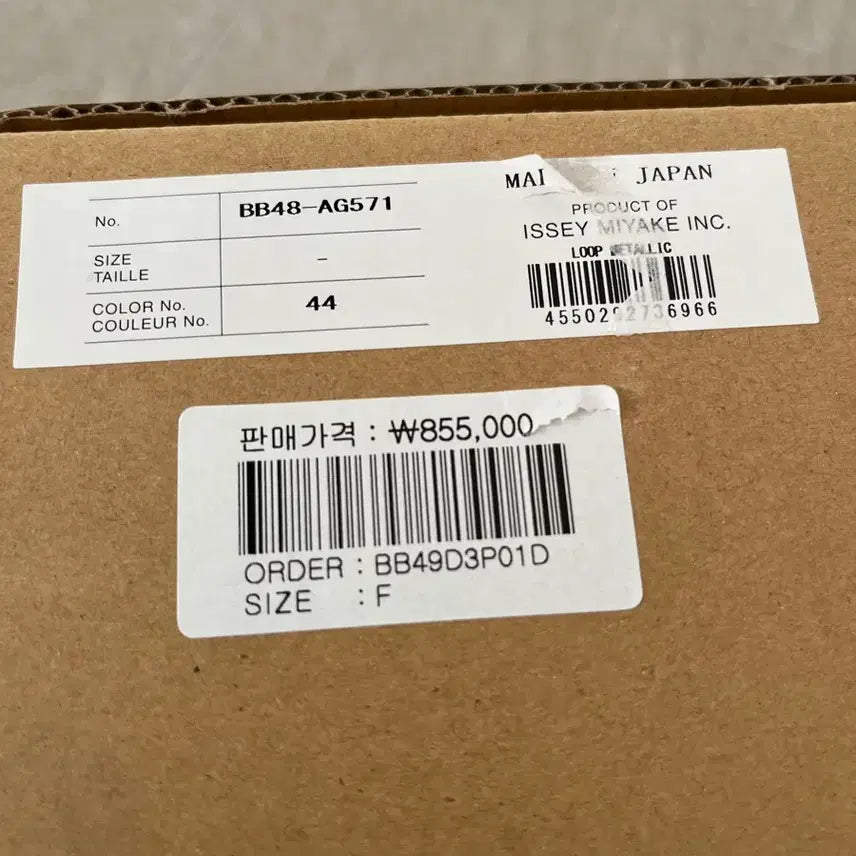 No. BB48-AG571
SIZE
TAILLE
-
COLOR No.
COULEUR No.
44
JAPAN
PRODUCT OF
ISSEY MIYAKE INC.
LOOP METALLIC
판매가격 : ₩855,000
ORDER : BB49D3P01D
SIZE : F